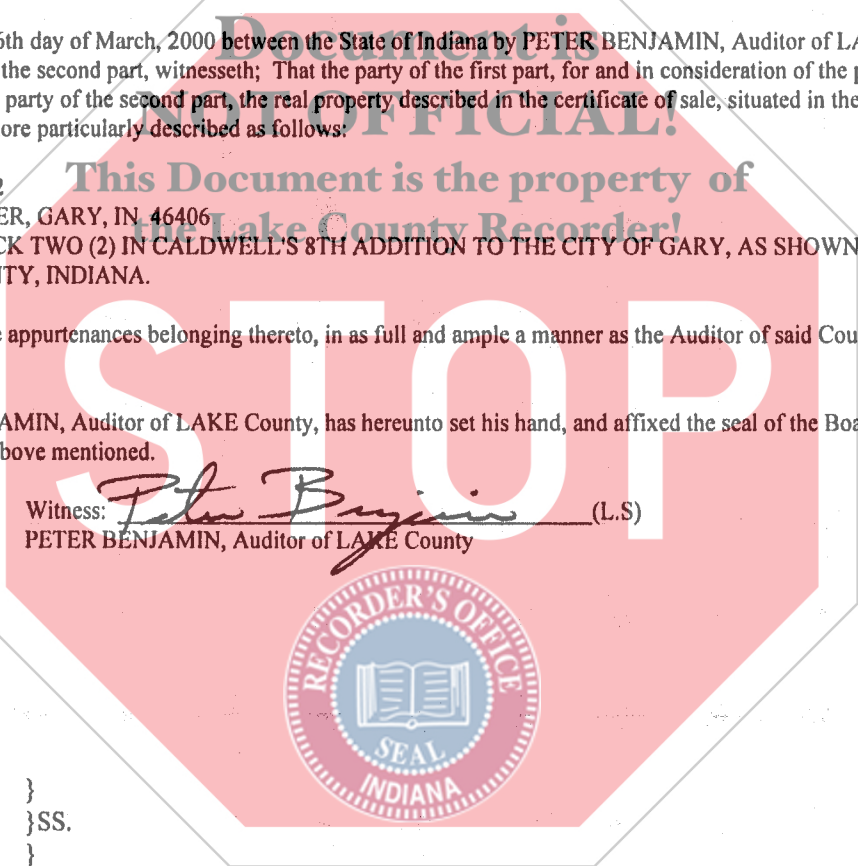 Document is
6th day of March, 2000 between the State of Indiana by PETER BENJAMIN, Auditor of LA
the second part, witnesseth; That the party of the first part, for and in consideration of the p
party of the second part, the real property described in the certificate of sale, situated in the
NOT OFFICIAL!
ore particularly described as follows:
This Document is the property of
2
ER, GARY, IN 46406
the Lake County Recorder!
CK TWO (2) IN CALDWELL'S 8TH ADDITION TO THE CITY OF GARY, AS SHOWN
NTY, INDIANA.
STOP
e appurtenances belonging thereto, in as full and ample a manner as the Auditor of said Cou
AMIN, Auditor of LAKE County, has hereunto set his hand, and affixed the seal of the Boa
bove mentioned.
Witness: Peter Benjamin (L.S)
PETER BENJAMIN, Auditor of LAKE County
RECORDER'S OFFICE
SEAL
INDIANA
}
}SS.
}